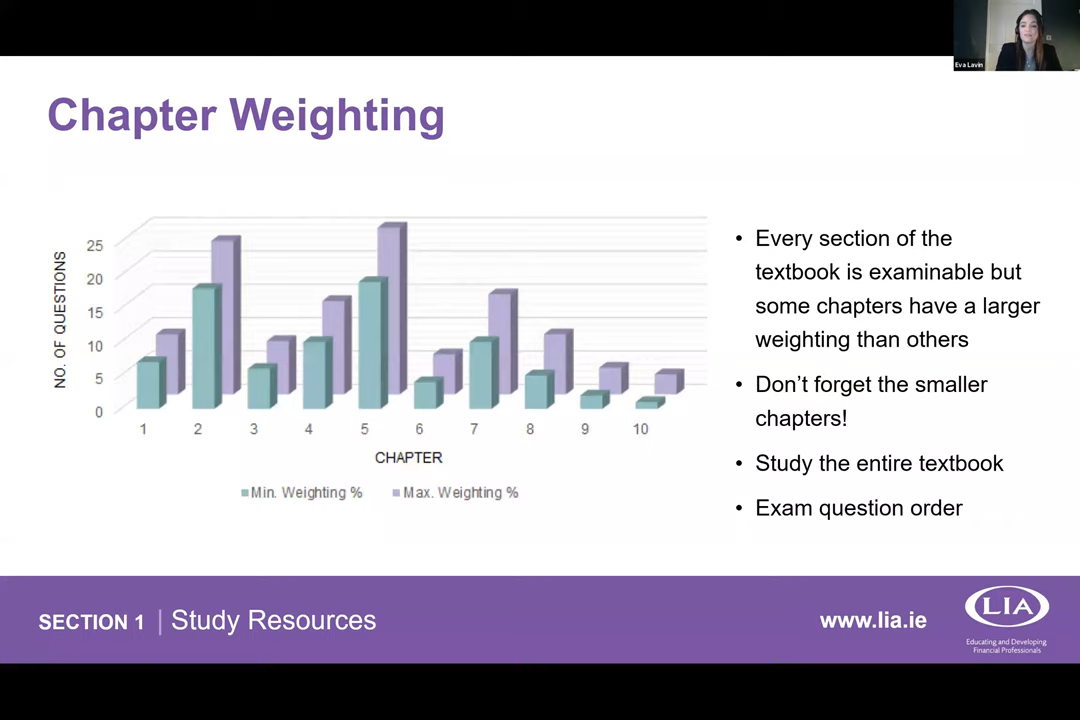 Eva Lavin
Chapter Weighting
NO. OF QUESTIONS
25
20
15
10
5
0
1 2 3 4 5 6 7 8 9 10
CHAPTER
Min. Weighting % Max. Weighting %
• Every section of the
textbook is examinable but
some chapters have a larger
weighting than others
• Don’t forget the smaller
chapters!
• Study the entire textbook
• Exam question order
SECTION 1 | Study Resources
www.lia.ie
LIA
Educating and Developing
Financial Professionals